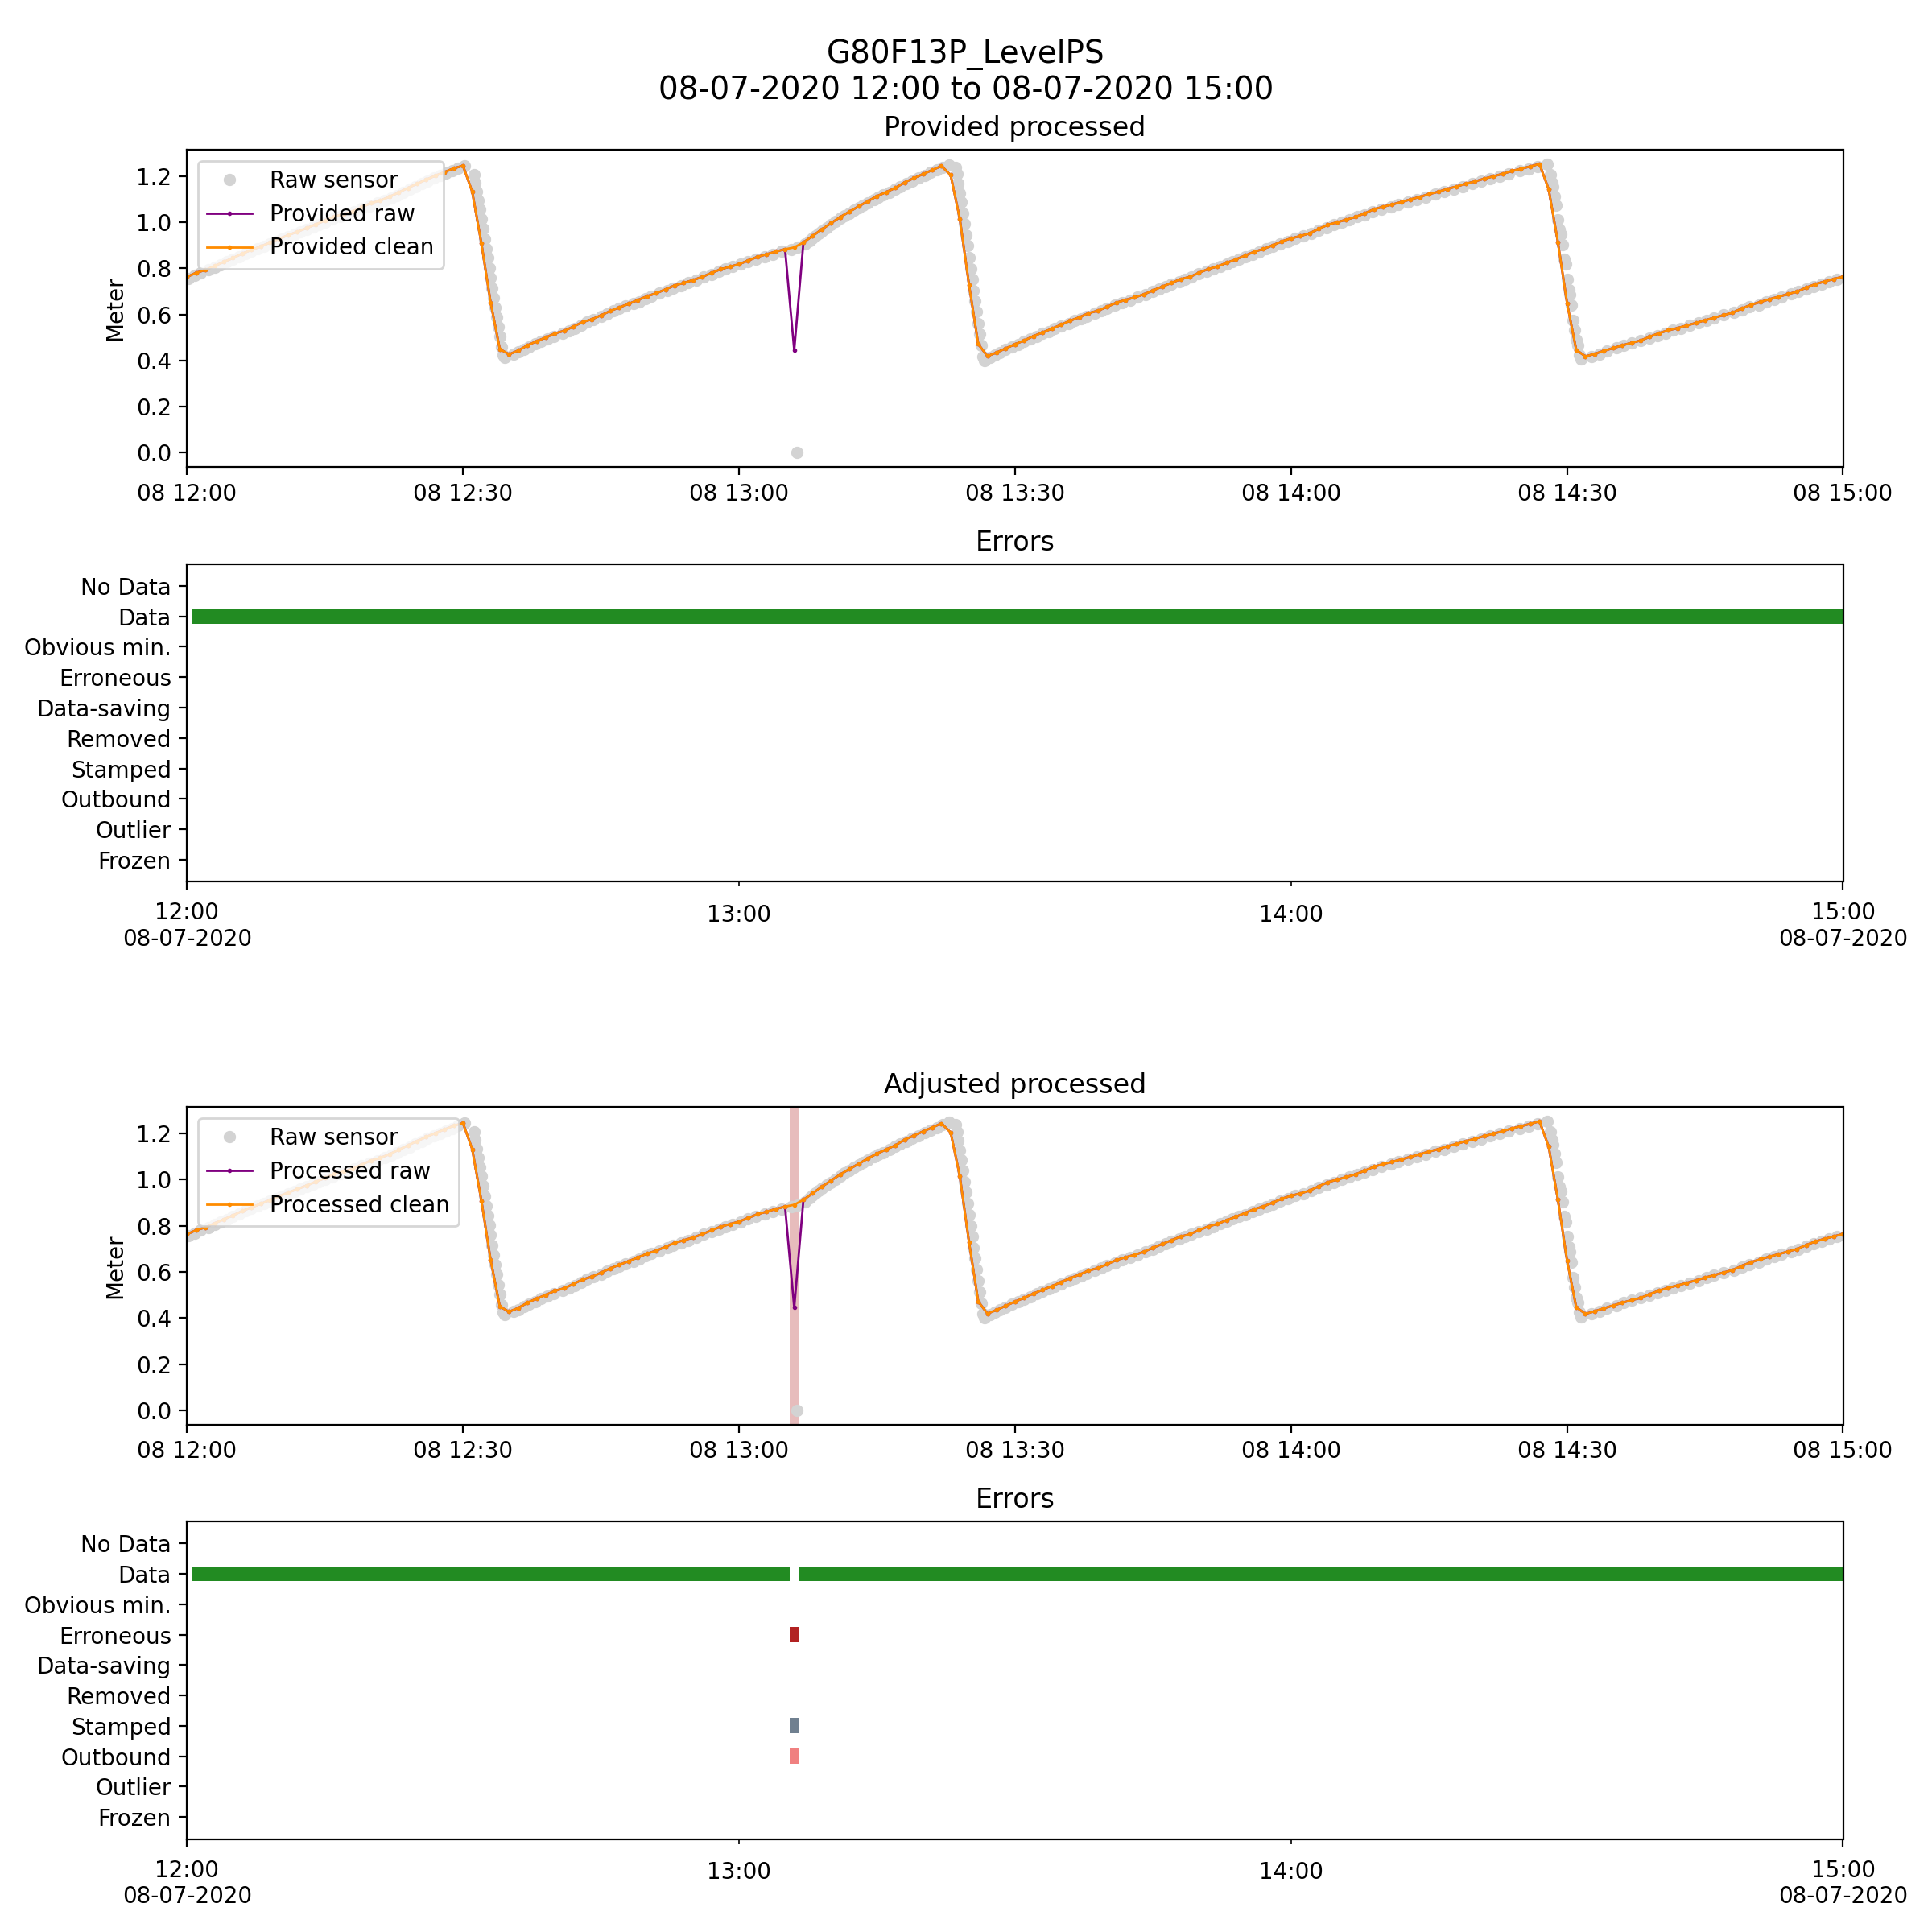 G80F13P_LevelPS
08-07-2020 12:00 to 08-07-2020 15:00
Provided processed
Meter
1.2
1.0
0.8
0.6
0.4
0.2
0.0
Raw sensor
Provided raw
Provided clean
08 12:00 08 12:30 08 13:00 08 13:30 08 14:00 08 14:30 08 15:00
Errors
No Data
Data
Obvious min.
Erroneous
Data-saving
Removed
Stamped
Outbound
Outlier
Frozen
12:00 13:00 14:00 15:00
08-07-2020 08-07-2020
Adjusted processed
Meter
1.2
1.0
0.8
0.6
0.4
0.2
0.0
Raw sensor
Processed raw
Processed clean
08 12:00 08 12:30 08 13:00 08 13:30 08 14:00 08 14:30 08 15:00
Errors
No Data
Data
Obvious min.
Erroneous
Data-saving
Removed
Stamped
Outbound
Outlier
Frozen
12:00 13:00 14:00 15:00
08-07-2020 08-07-2020